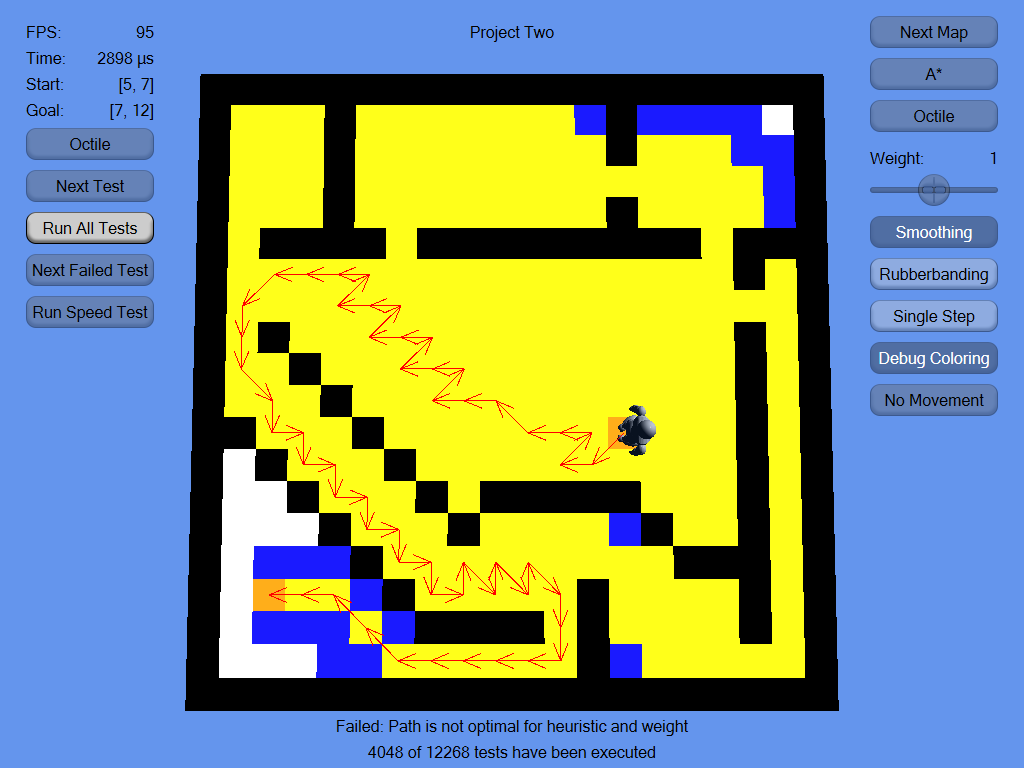 FPS: 95
Time: 2898 µs
Start: [5, 7]
Goal: [7, 12]
Octile
Next Test
Run All Tests
Next Failed Test
Run Speed Test
Project Two
Next Map
A*
Octile
Weight: 1
Smoothing
Rubberbanding
Single Step
Debug Coloring
No Movement
Failed: Path is not optimal for heuristic and weight
4048 of 12268 tests have been executed